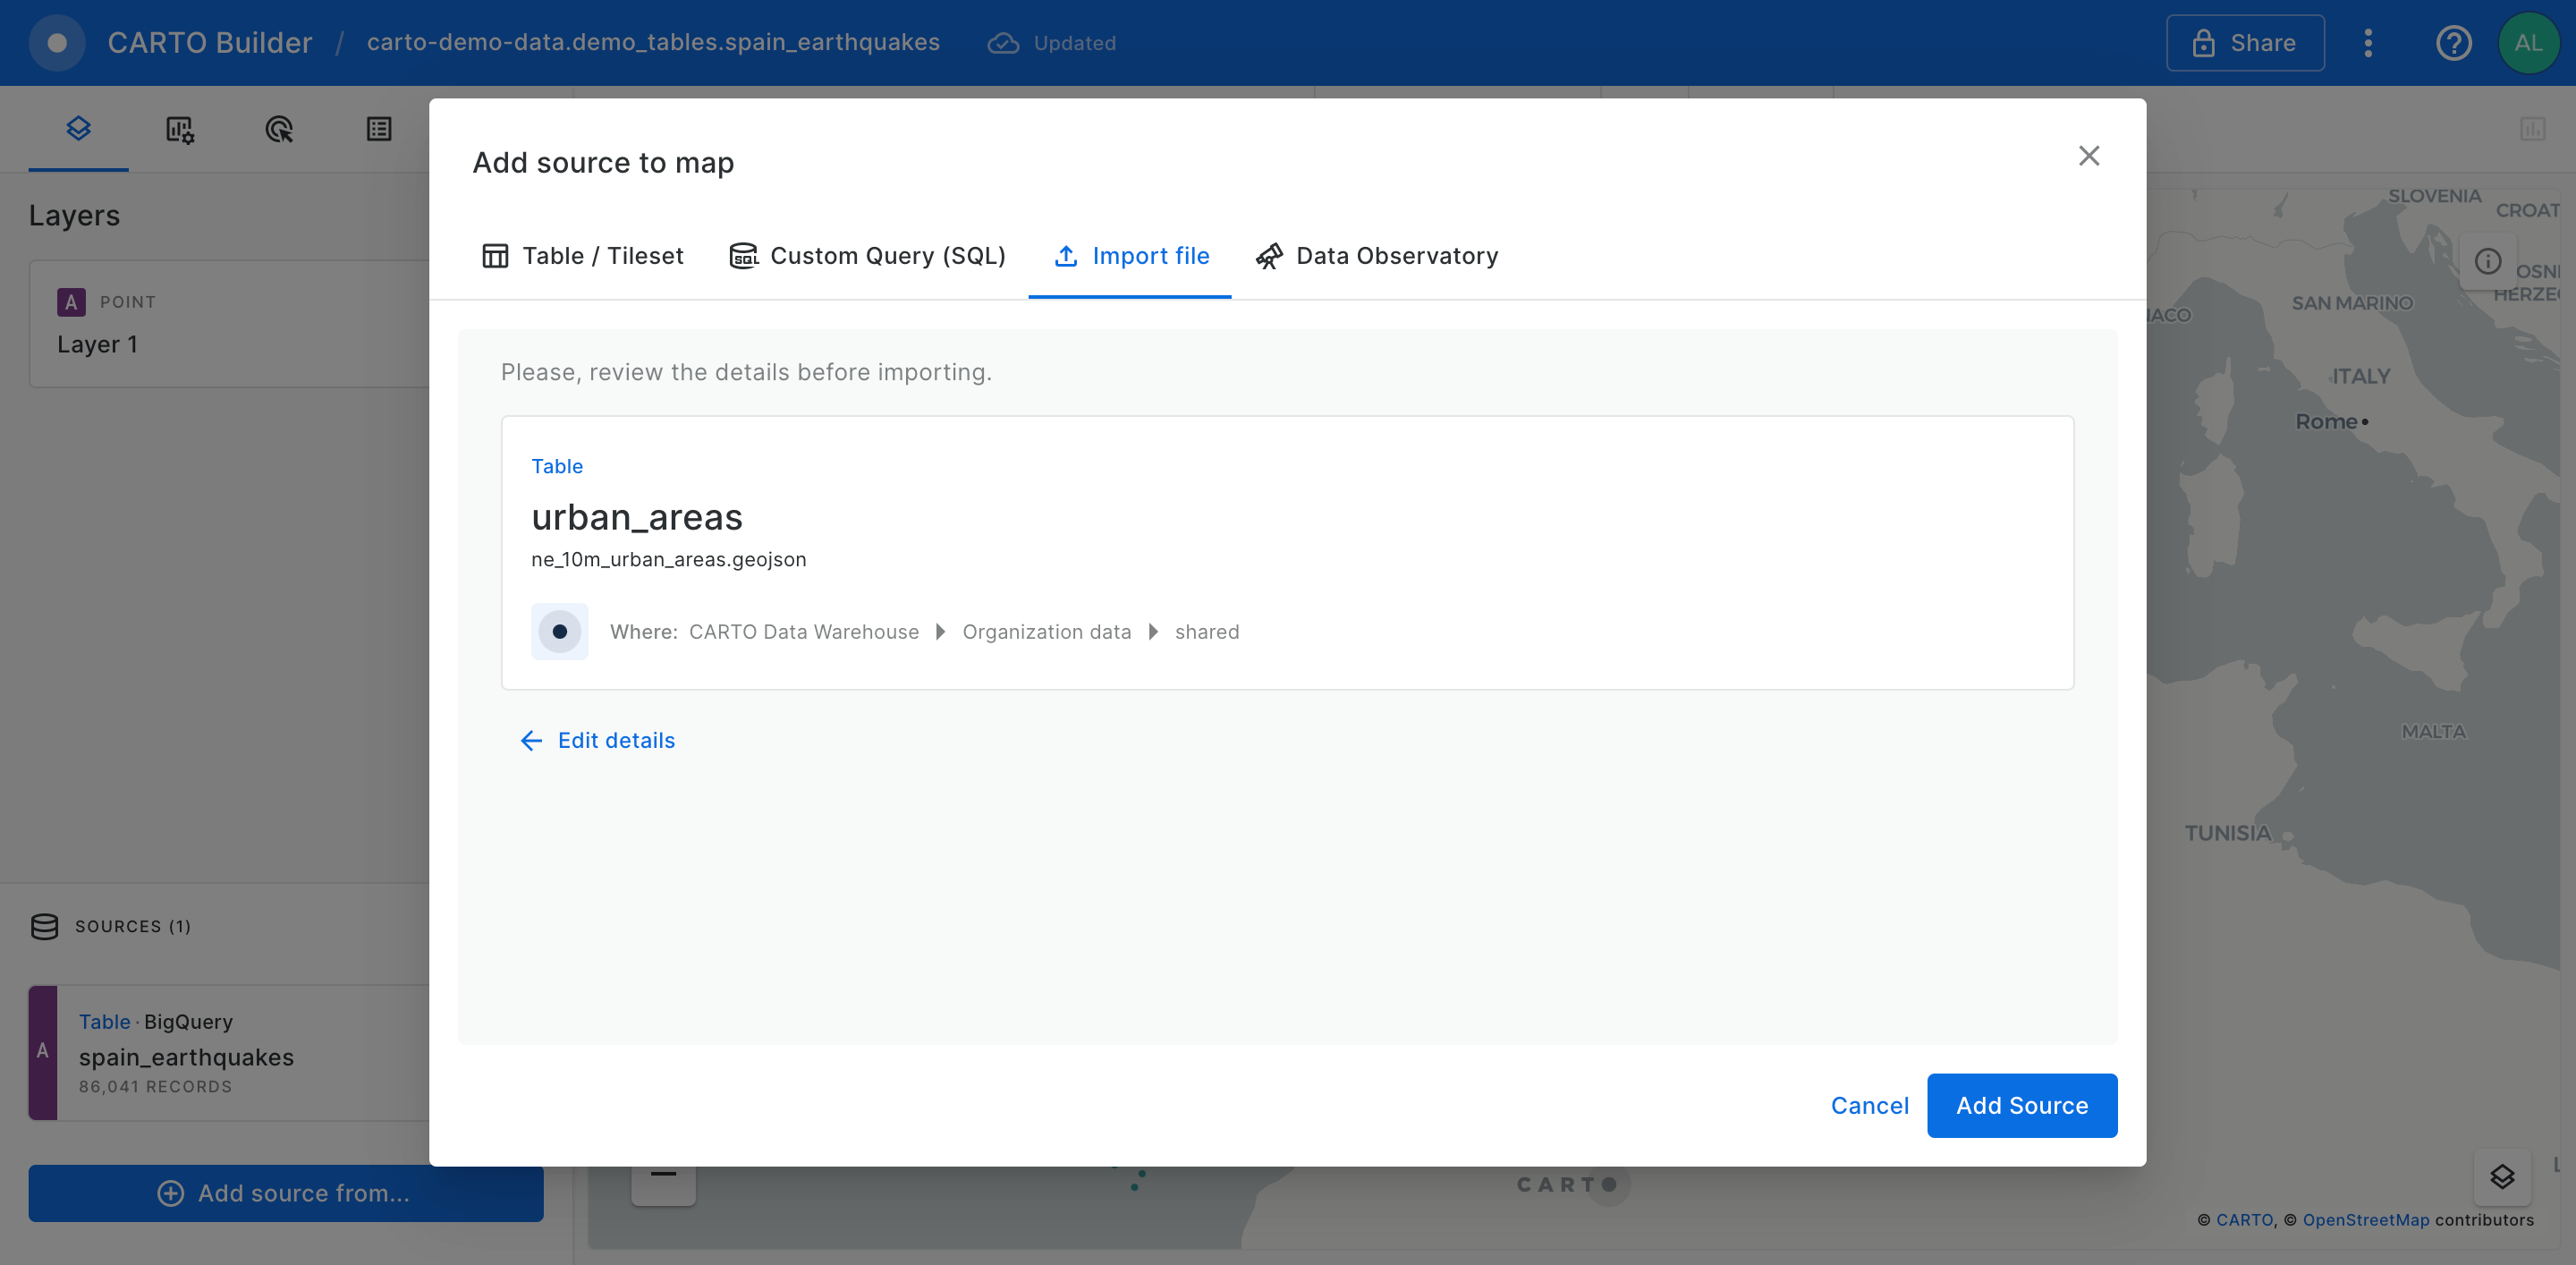 CARTO Builder / carto-demo-data.demo_tables.spain_earthquakes Updated
Share
AL
Add source to map
Table / Tileset
Custom Query (SQL)
Import file
Data Observatory
Please, review the details before importing.
Table
urban_areas
ne_10m_urban_areas.geojson
Where: CARTO Data Warehouse Organization data shared
Edit details
Cancel
Add Source
Layers
A POINT
Layer 1
SOURCES (1)
A
Table · BigQuery
spain_earthquakes
86,041 RECORDS
Add source from...
SLOVENIA
CROAT
OSNI
HERZEG
SAN MARINO
ACO
ITALY
Rome
MALTA
TUNISIA
CARTO
© CARTO, © OpenStreetMap contributors